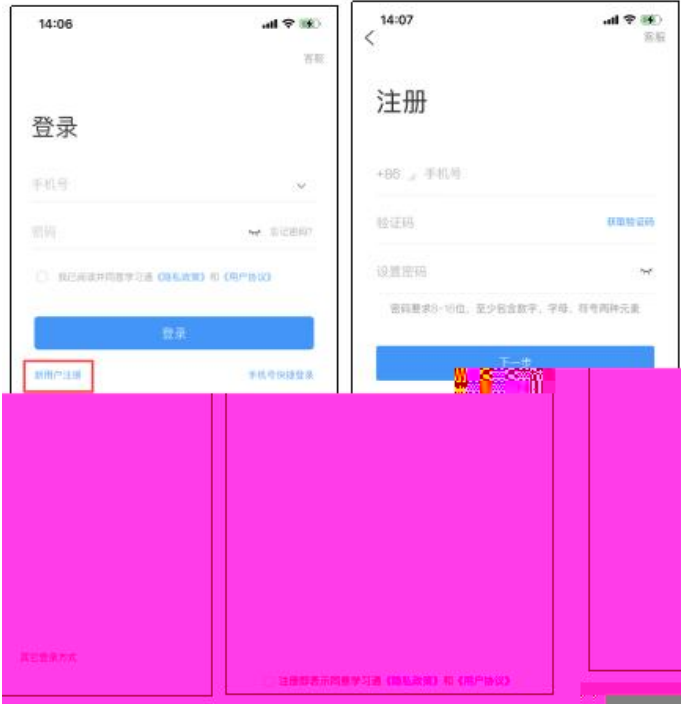 14:06
客服
登录
手机号
密码 忘记密码?
我已阅读并同意学习通《隐私政策》和《用户协议》
登录
新用户注册 手机号快捷登录
其它登录方式
14:07
客服
注册
+86 手机号
验证码 获取验证码
设置密码
密码要求8-16位，至少包含数字、字母、符号两种元素
下一步
注册即表示同意学习通《隐私政策》和《用户协议》